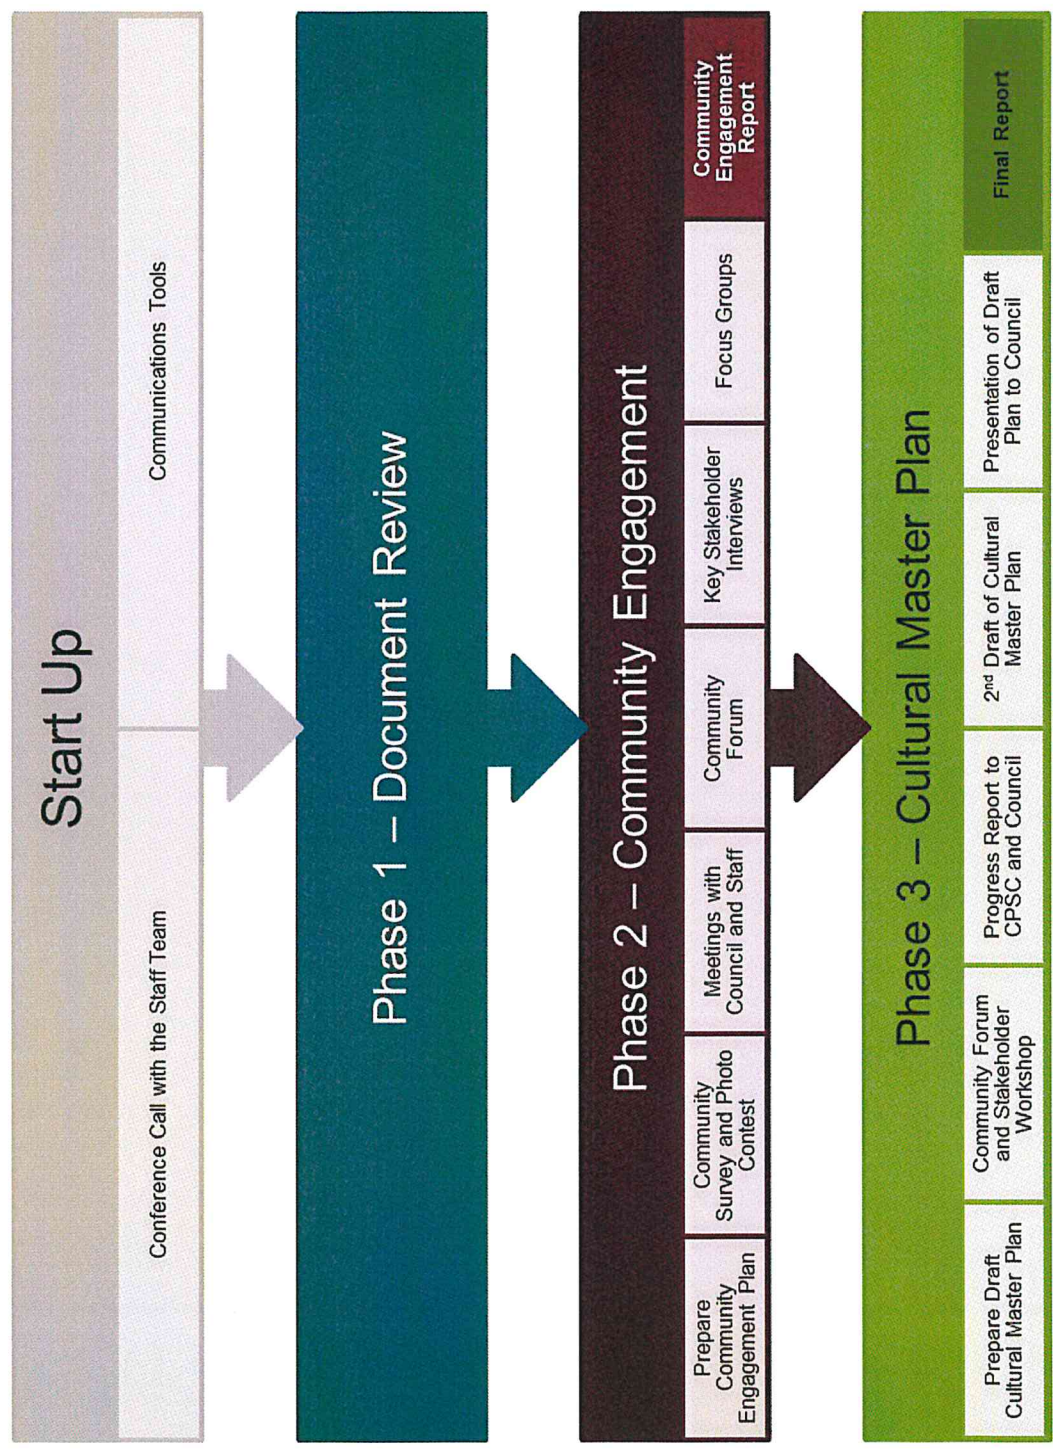 Start Up
Conference Call with the Staff Team
Communications Tools
Phase 1 – Document Review
Phase 2 – Community Engagement
Prepare
Community
Engagement Plan
Community
Survey and Photo
Contest
Meetings with
Council and Staff
Community
Forum
Key Stakeholder
Interviews
Focus Groups
Community
Engagement
Report
Phase 3 – Cultural Master Plan
Prepare Draft
Cultural Master Plan
Community Forum
and Stakeholder
Workshop
Progress Report to
CPSC and Council
2nd Draft of Cultural
Master Plan
Presentation of Draft
Plan to Council
Final Report